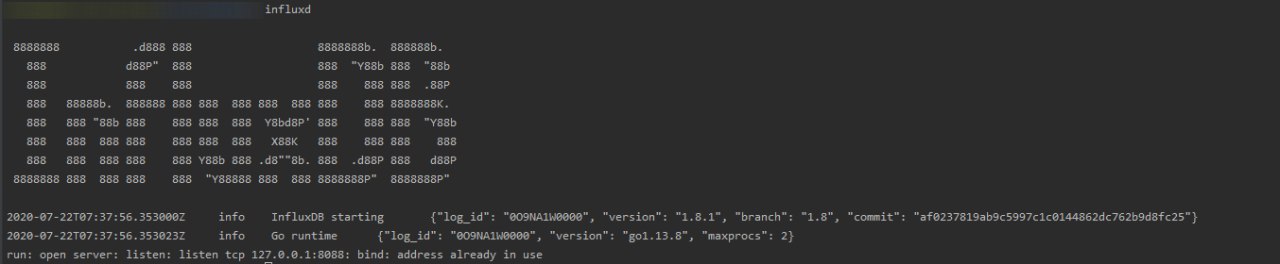 influxd
8888888           .d888 888                   8888888b.  888888b.
  888            d88P"  888                   888  "Y88b 888  "88b
  888            888    888                   888    888 888  .88P
  888   88888b.  888888 888 888  888 888  888 888    888 8888888K.
  888   888 "88b 888    888 888  888  Y8bd8P' 888    888 888  "Y88b
  888   888  888 888    888 888  888   X88K   888    888 888    888
  888   888  888 888    888 Y88b 888 .d8""8b. 888  .d88P 888   d88P
8888888 888  888 888    888  "Y88888 888  888 8888888P"  8888888P"
2020-07-22T07:37:56.353000Z     info    InfluxDB starting       {"log_id": "0O9NA1W0000", "version": "1.8.1", "branch": "1.8", "commit": "af0237819ab9c5997c1c0144862dc762b9d8fc25"}
2020-07-22T07:37:56.353023Z     info    Go runtime      {"log_id": "0O9NA1W0000", "version": "go1.13.8", "maxprocs": 2}
run: open server: listen: listen tcp 127.0.0.1:8088: bind: address already in use